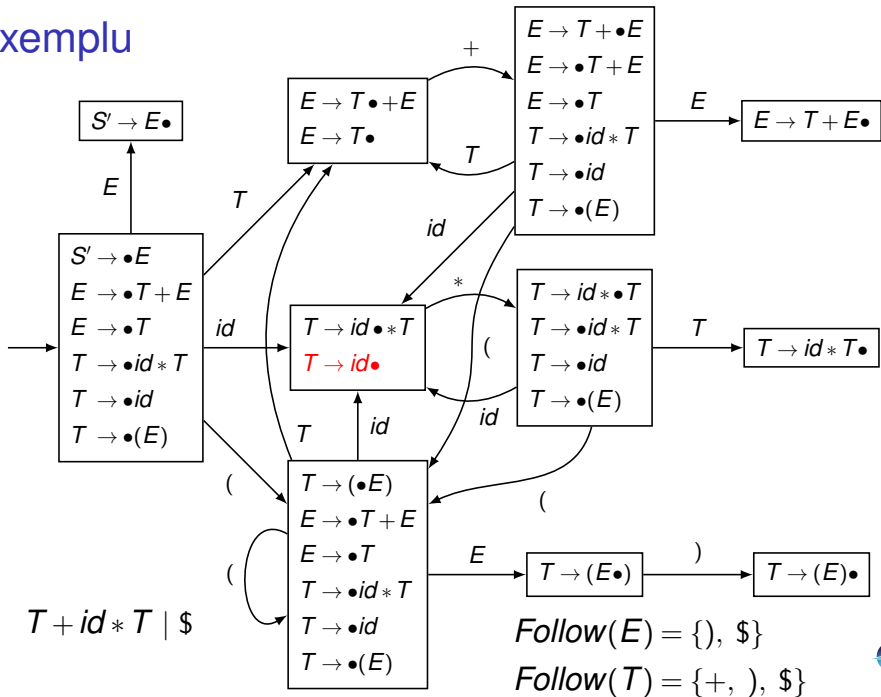 xemplu
S′ → E•
E
S′ → •E
E → •T + E
E → •T
T → •id ∗ T
T → •id
T → •(E)
T
id
(
E → T• + E
E → T•
+
T
E → T + •E
E → •T + E
E → •T
T → •id ∗ T
T → •id
T → •(E)
E
E → T + E•
id
(
T → id • ∗T
T → id•
∗
id
T → id ∗ •T
T → •id ∗ T
T → •id
T → •(E)
T
T → id ∗ T•
(
T
id
(
T → (•E)
E → •T + E
E → •T
T → •id ∗ T
T → •id
T → •(E)
E
T → (E•)
)
T → (E)•
T + id ∗ T | $
Follow(E) = {), $}
Follow(T) = {+, ), $}